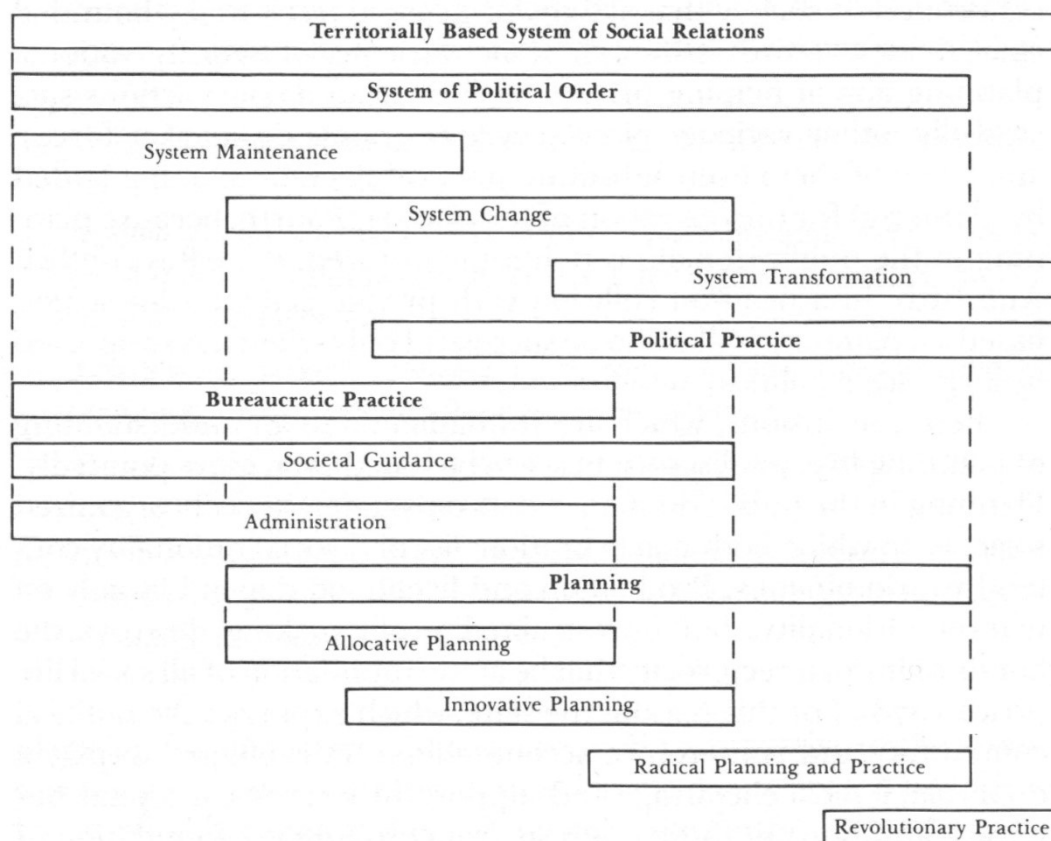 Territorially Based System of Social Relations
System of Political Order
System Maintenance
System Change
System Transformation
Political Practice
Bureaucratic Practice
Societal Guidance
Administration
Planning
Allocative Planning
Innovative Planning
Radical Planning and Practice
Revolutionary Practice